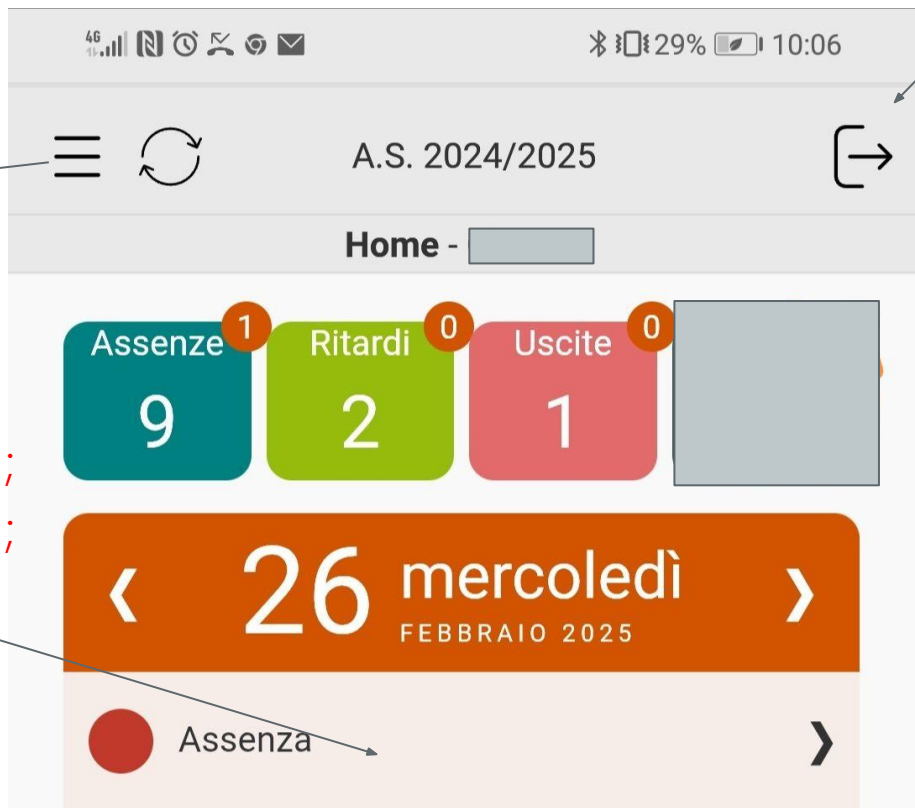 4G 29% 10:06
A.S. 2024/2025
Home -
Assenze 1 Ritardi 0 Uscite 0
9 2 1
;
;
26 mercoledì
FEBBRAIO 2025
Assenza